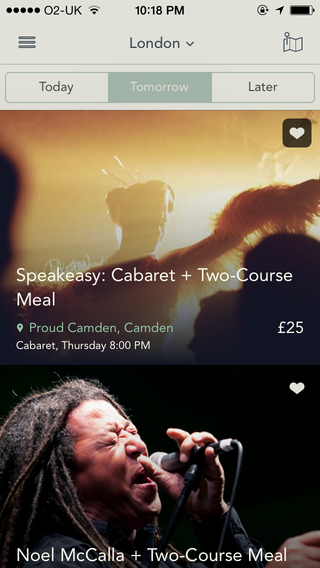 O2-UK 10:18 PM
London
Today Tomorrow Later
Speakeasy: Cabaret + Two-Course
Meal
Proud Camden, Camden £25
Cabaret, Thursday 8:00 PM
Noel McCalla + Two-Course Meal